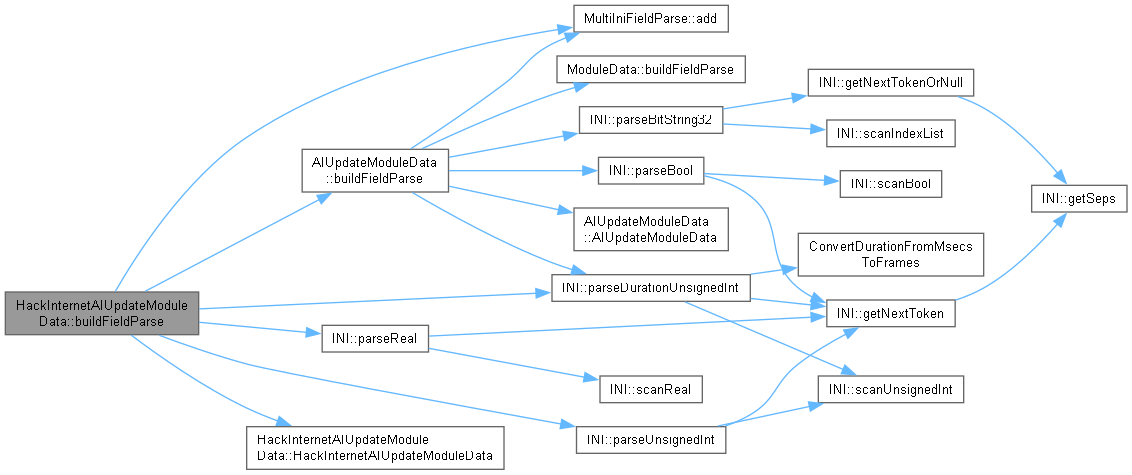 MultiIniFieldParse::add
ModuleData::buildFieldParse
INI::getNextTokenOrNull
INI::parseBitString32
INI::scanIndexList
AIUpdateModuleData
::buildFieldParse
INI::parseBool
INI::scanBool
INI::getSeps
AIUpdateModuleData
::AIUpdateModuleData
ConvertDurationFromMsecs
ToFrames
INI::parseDurationUnsignedInt
HackInternetAIUpdateModule
Data::buildFieldParse
INI::getNextToken
INI::parseReal
INI::scanReal
INI::scanUnsignedInt
INI::parseUnsignedInt
HackInternetAIUpdateModule
Data::HackInternetAIUpdateModuleData